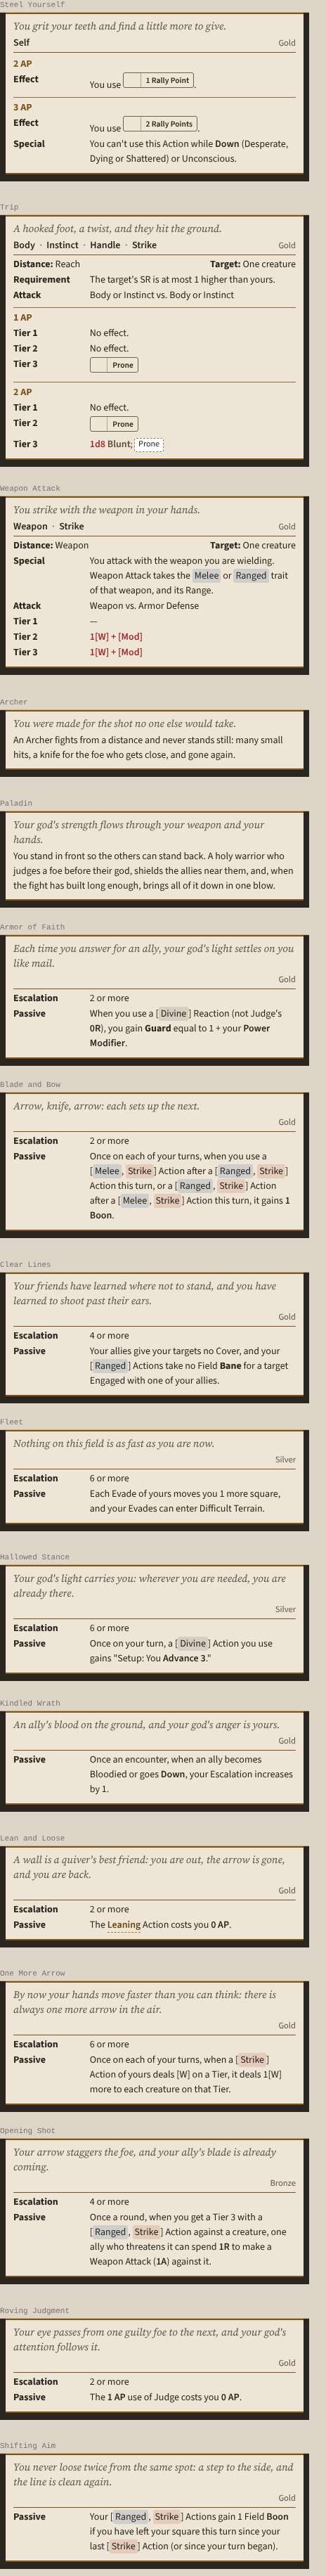 Steel Yourself
You grit your teeth and find a little more to give.
Self Gold
2 AP
Effect You use 1 Rally Point.
3 AP
Effect You use 2 Rally Points.
Special You can't use this Action while Down (Desperate,
Dying or Shattered) or Unconscious.
Trip
A hooked foot, a twist, and they hit the ground.
Body · Instinct · Handle · Strike Gold
Distance: Reach Target: One creature
Requirement The target's SR is at most 1 higher than yours.
Attack Body or Instinct vs. Body or Instinct
1 AP
Tier 1 No effect.
Tier 2 No effect.
Tier 3 Prone
2 AP
Tier 1 No effect.
Tier 2 Prone
Tier 3 1d8 Blunt; Prone
Weapon Attack
You strike with the weapon in your hands.
Weapon · Strike Gold
Distance: Weapon Target: One creature
Special You attack with the weapon you are wielding.
Weapon Attack takes the Melee or Ranged trait
of that weapon, and its Range.
Attack Weapon vs. Armor Defense
Tier 1 —
Tier 2 1[W] + [Mod]
Tier 3 1[W] + [Mod]
Archer
You were made for the shot no one else would take.
An Archer fights from a distance and never stands still: many small
hits, a knife for the foe who gets close, and gone again.
Paladin
Your god's strength flows through your weapon and your
hands.
You stand in front so the others can stand back. A holy warrior who
judges a foe before their god, shields the allies near them, and, when
the fight has built long enough, brings all of it down in one blow.
Armor of Faith
Each time you answer for an ally, your god's light settles on you
like mail.
Gold
Escalation 2 or more
Passive When you use a [Divine] Reaction (not Judge's
0R), you gain Guard equal to 1 + your Power
Modifier.
Blade and Bow
Arrow, knife, arrow: each sets up the next.
Gold
Escalation 2 or more
Passive Once on each of your turns, when you use a
[Melee, Strike] Action after a [Ranged, Strike]
Action this turn, or a [Ranged, Strike] Action
after a [Melee, Strike] Action this turn, it gains 1
Boon.
Clear Lines
Your friends have learned where not to stand, and you have
learned to shoot past their ears.
Gold
Escalation 4 or more
Passive Your allies give your targets no Cover, and your
[Ranged] Actions take no Field Bane for a target
Engaged with one of your allies.
Fleet
Nothing on this field is as fast as you are now.
Silver
Escalation 6 or more
Passive Each Evade of yours moves you 1 more square,
and your Evades can enter Difficult Terrain.
Hallowed Stance
Your god's light carries you: wherever you are needed, you are
already there.
Silver
Escalation 6 or more
Passive Once on your turn, a [Divine] Action you use
gains "Setup: You Advance 3."
Kindled Wrath
An ally's blood on the ground, and your god's anger is yours.
Gold
Passive Once an encounter, when an ally becomes
Bloodied or goes Down, your Escalation increases
by 1.
Lean and Loose
A wall is a quiver's best friend: you are out, the arrow is gone,
and you are back.
Gold
Escalation 2 or more
Passive The Leaning Action costs you 0 AP.
One More Arrow
By now your hands move faster than you can think: there is
always one more arrow in the air.
Gold
Escalation 6 or more
Passive Once on each of your turns, when a [Strike]
Action of yours deals [W] on a Tier, it deals 1[W]
more to each creature on that Tier.
Opening Shot
Your arrow staggers the foe, and your ally's blade is already
coming.
Bronze
Escalation 4 or more
Passive Once a round, when you get a Tier 3 with a
[Ranged, Strike] Action against a creature, one
ally who threatens it can spend 1R to make a
Weapon Attack (1A) against it.
Roving Judgment
Your eye passes from one guilty foe to the next, and your god's
attention follows it.
Gold
Escalation 2 or more
Passive The 1 AP use of Judge costs you 0 AP.
Shifting Aim
You never loose twice from the same spot: a step to the side, and
the line is clean again.
Gold
Passive Your [Ranged, Strike] Actions gain 1 Field Boon
if you have left your square this turn since your
last [Strike] Action (or since your turn began).